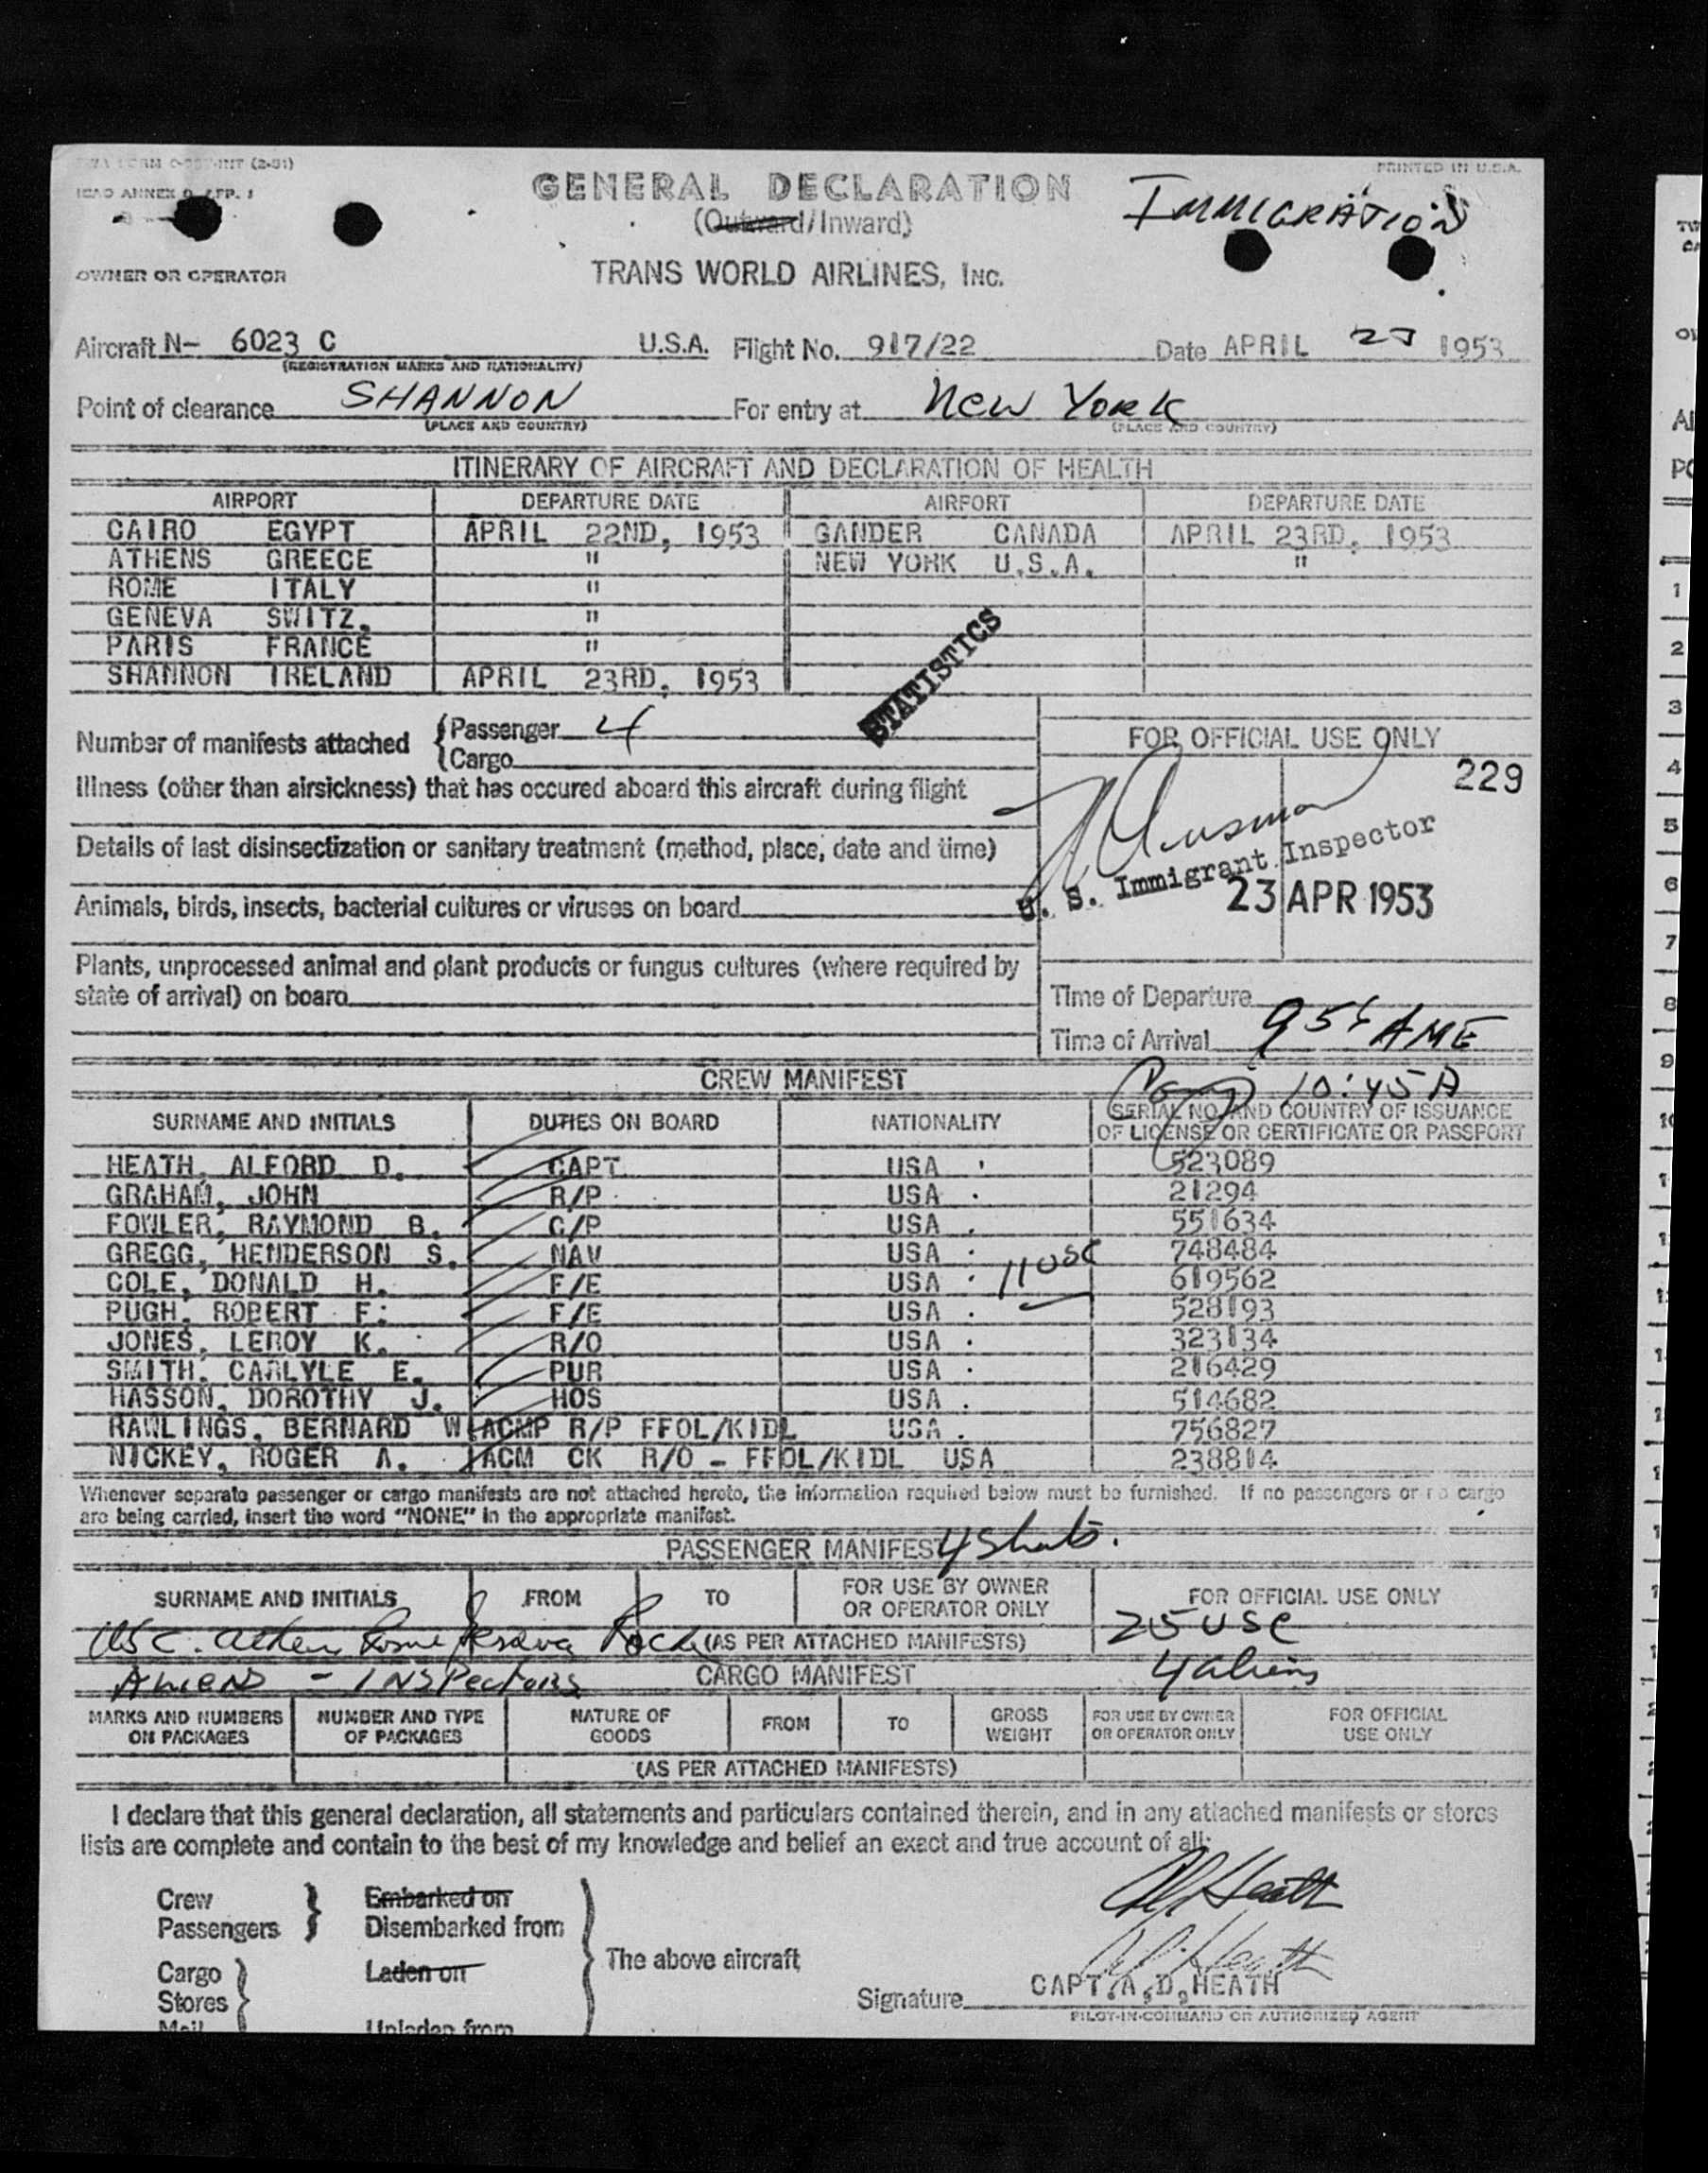 TWA FORM O-357-INT (2-51)
PRINTED IN U.S.A.
ICAO ANNEX 9 APP. 1
GENERAL DECLARATION
IMMIGRATION
(Outward/Inward)
OWNER OR OPERATOR
TRANS WORLD AIRLINES, INC.
Aircraft N- 6023 C U.S.A. Flight No. 917/22 Date APRIL 23 1953
(REGISTRATION MARKS AND NATIONALITY)
Point of clearance SHANNON For entry at New York
(PLACE AND COUNTRY) (PLACE AND COUNTRY)
ITINERARY OF AIRCRAFT AND DECLARATION OF HEALTH
AIRPORT DEPARTURE DATE AIRPORT DEPARTURE DATE
CAIRO EGYPT APRIL 22ND, 1953 GANDER CANADA APRIL 23RD, 1953
ATHENS GREECE " NEW YORK U.S.A. "
ROME ITALY "
GENEVA SWITZ. "
PARIS FRANCE "
SHANNON IRELAND APRIL 23RD, 1953
STATISTICS
Number of manifests attached { Passenger 4
{ Cargo
FOR OFFICIAL USE ONLY
229
Illness (other than airsickness) that has occured aboard this aircraft during flight
Details of last disinsectization or sanitary treatment (method, place, date and time)
U. S. Immigrant Inspector
23 APR 1953
Animals, birds, insects, bacterial cultures or viruses on board
Plants, unprocessed animal and plant products or fungus cultures (where required by
state of arrival) on board
Time of Departure
Time of Arrival
CREW MANIFEST
10:45A
SURNAME AND INITIALS DUTIES ON BOARD NATIONALITY SERIAL NO. AND COUNTRY OF ISSUANCE
OF LICENSE OR CERTIFICATE OR PASSPORT
HEATH, ALFORD D. CAPT. USA 523089
GRAHAM, JOHN R/P USA 21294
FOWLER, RAYMOND B. C/P USA 551634
GREGG, HENDERSON S. NAV USA 748484
11 USC
COLE, DONALD H. F/E USA 619562
PUGH, ROBERT F. F/E USA 528193
JONES, LEROY K. R/O USA 323134
SMITH, CARLYLE E. PUR USA 216429
HASSON, DOROTHY J. HOS USA 514682
RAWLINGS, BERNARD W ACMP R/P FFOL/KIDL USA 756827
NICKEY, ROGER A. ACM CK R/O - FFOL/KIDL USA 238814
Whenever separate passenger or cargo manifests are not attached hereto, the information required below must be furnished. If no passengers or no cargo
are being carried, insert the word "NONE" in the appropriate manifest.
PASSENGER MANIFEST 4
SURNAME AND INITIALS FROM TO FOR USE BY OWNER
OR OPERATOR ONLY FOR OFFICIAL USE ONLY
USC. Rome Geneva (AS PER ATTACHED MANIFESTS) 25 USC
Aliens - Inspectors CARGO MANIFEST 4 aliens
MARKS AND NUMBERS
ON PACKAGES NUMBER AND TYPE
OF PACKAGES NATURE OF
GOODS FROM TO GROSS
WEIGHT FOR USE BY OWNER
OR OPERATOR ONLY FOR OFFICIAL
USE ONLY
(AS PER ATTACHED MANIFESTS)
I declare that this general declaration, all statements and particulars contained therein, and in any attached manifests or stores
lists are complete and contain to the best of my knowledge and belief an exact and true account of all:
Crew } Embarked on
Passengers } Disembarked from
The above aircraft
Cargo } Laden on
Stores
Mail Unladen from
Signature CAPT. A.D. HEATH
PILOT-IN-COMMAND OR AUTHORIZED AGENT